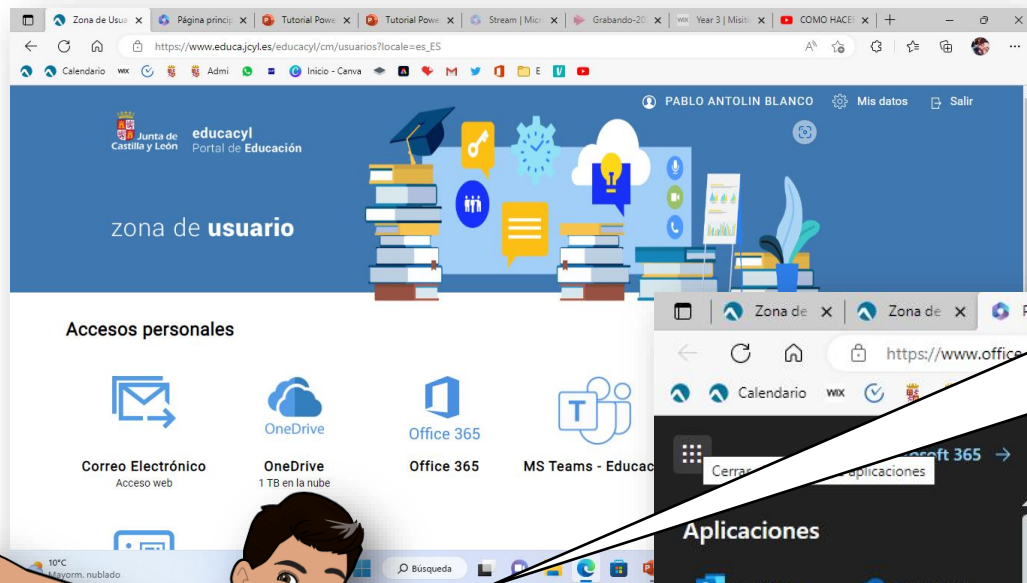 Zona de Usua
Página princip
Tutorial Powe
Tutorial Powe
Stream | Micr
Grabando-20
WIX Year 3 | Misiti
COMO HACE
https://www.educa.jcyl.es/educacyl/cm/usuarios?locale=es_ES
Calendario
WIX
Admi
Inicio - Canva
E
PABLO ANTOLIN BLANCO
Mis datos
Salir
Junta de
Castilla y León
educacyl
Portal de Educación
zona de usuario
Accesos personales
OneDrive
Office 365
T
Correo Electrónico
Acceso web
OneDrive
1 TB en la nube
Office 365
MS Teams - Educac
10°C
Mayorm. nublado
Búsqueda
Zona de
Zona de
P
https://www.office
Calendario
WIX
soft 365 →
Cerrar
aplicaciones
Aplicaciones